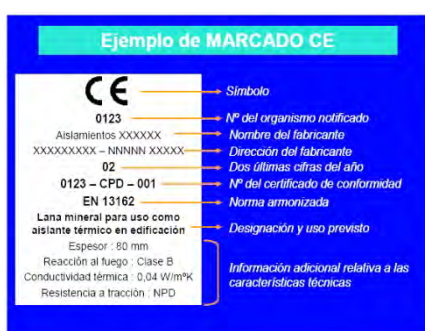 Ejemplo de MARCADO CE
CE
Símbolo
0123
Nº del organismo notificado
Aislamientos XXXXXX
Nombre del fabricante
XXXXXXXXX – NNNNN XXXXX
Dirección del fabricante
02
Dos últimas cifras del año
0123 – CPD – 001
Nº del certificado de conformidad
EN 13162
Norma armonizada
Lana mineral para uso como
aislante térmico en edificación
Designación y uso previsto
Espesor : 80 mm
Reacción al fuego : Clase B
Conductividad térmica : 0,04 W/mºK
Resistencia a tracción : NPD
Información adicional relativa a las
características técnicas